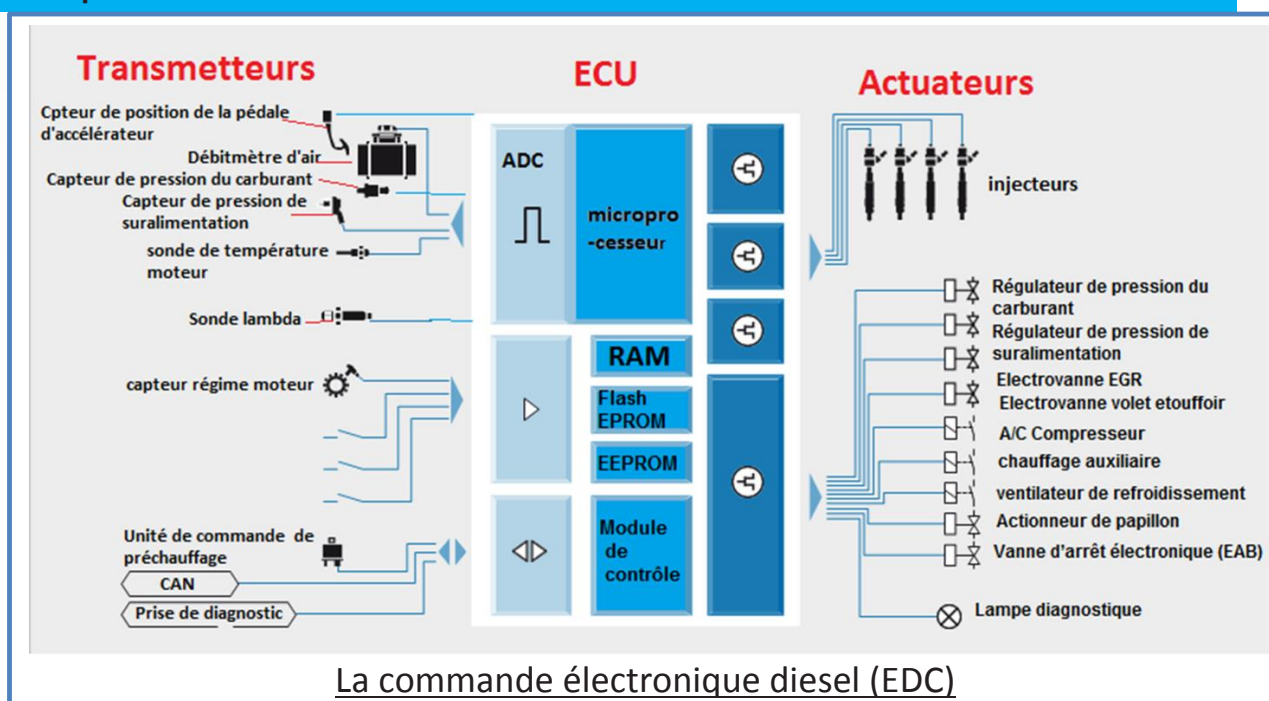 Transmetteurs
ECU
Actuateurs
Cpteur de position de la pédale
d'accélérateur
Débitmètre d'air
Capteur de pression du carburant
Capteur de pression de
suralimentation
sonde de température
moteur
Sonde lambda
capteur régime moteur
Unité de commande de
préchauffage
CAN
Prise de diagnostic
ADC
micropro
-cesseur
RAM
Flash
EPROM
EEPROM
Module
de
contrôle
injecteurs
Régulateur de pression du
carburant
Régulateur de pression de
suralimentation
Electrovanne EGR
Electrovanne volet etouffoir
A/C Compresseur
chauffage auxiliaire
ventilateur de refroidissement
Actionneur de papillon
Vanne d'arrêt électronique (EAB)
Lampe diagnostique
La commande électronique diesel (EDC)